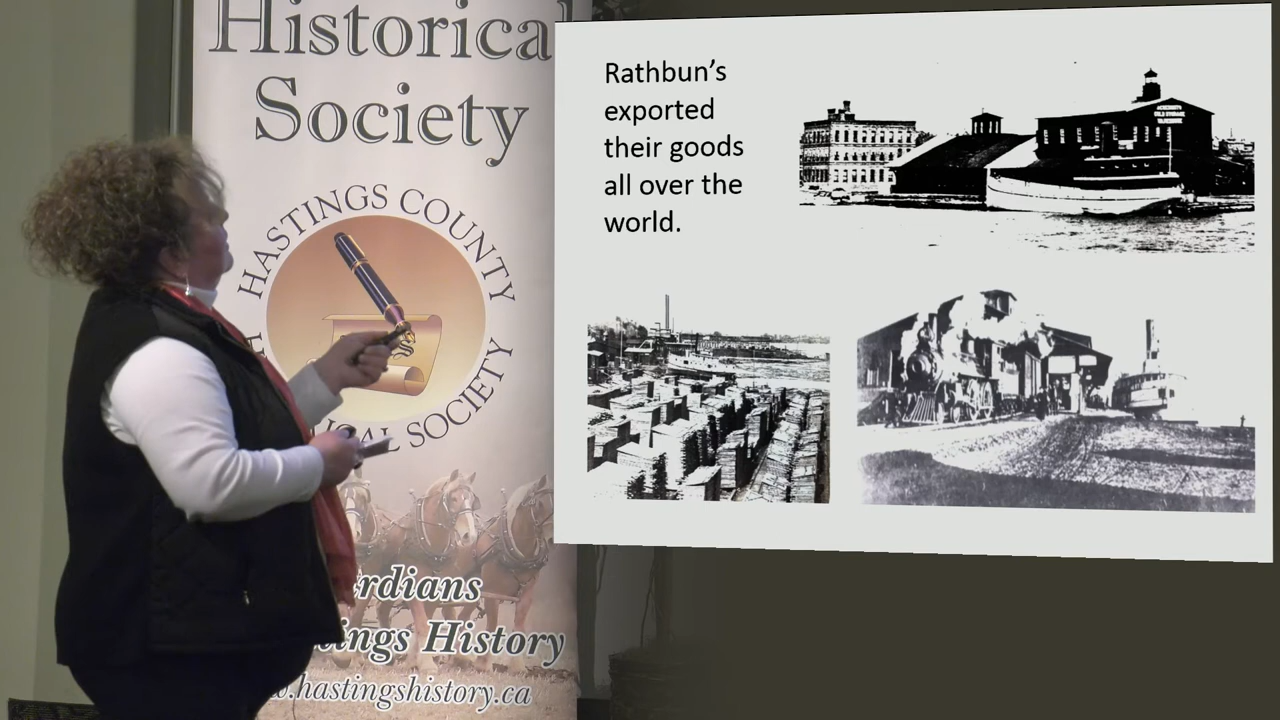 Historical
Society
HASTINGS COUNTY
SOCIETY
rdians
ings History
.hastingshistory.ca
Rathbun's
exported
their goods
all over the
world.